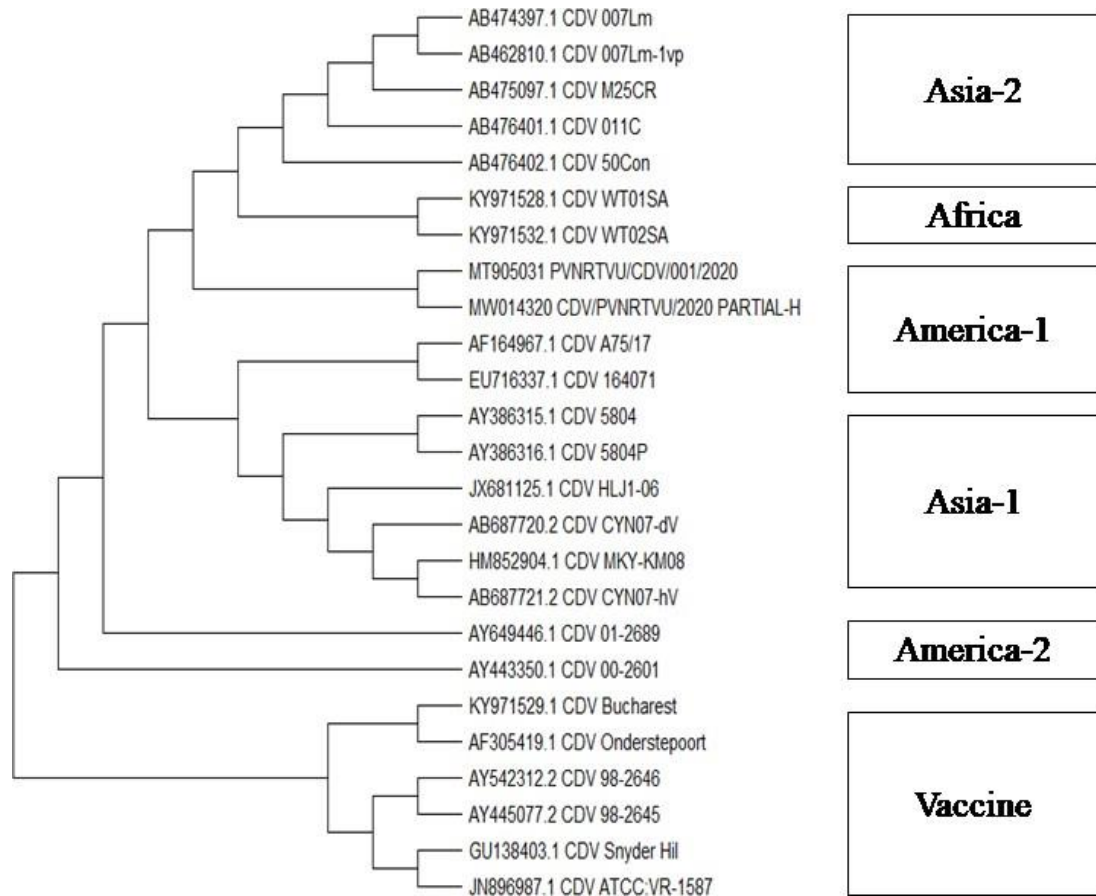 AB474397.1 CDV 007Lm
AB462810.1 CDV 007Lm-1vp
AB475097.1 CDV M25CR
AB476401.1 CDV 011C
AB476402.1 CDV 50Con
Asia-2
KY971528.1 CDV WT01SA
KY971532.1 CDV WT02SA
Africa
MT905031 PVNRTVU/CDV/001/2020
MW014320 CDV/PVNRTVU/2020 PARTIAL-H
AF164967.1 CDV A75/17
EU716337.1 CDV 164071
America-1
AY386315.1 CDV 5804
AY386316.1 CDV 5804P
JX681125.1 CDV HLJ1-06
AB687720.2 CDV CYN07-dV
HM852904.1 CDV MKY-KM08
AB687721.2 CDV CYN07-hV
Asia-1
AY649446.1 CDV 01-2689
AY443350.1 CDV 00-2601
America-2
KY971529.1 CDV Bucharest
AF305419.1 CDV Onderstepoort
AY542312.2 CDV 98-2646
AY445077.2 CDV 98-2645
GU138403.1 CDV Snyder Hil
JN896987.1 CDV ATCC:VR-1587
Vaccine